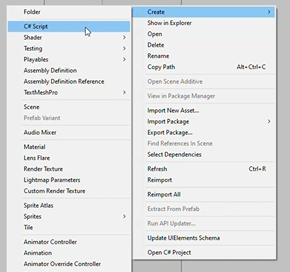 Folder
C# Script
Shader
Testing
Playables
Assembly Definition
Assembly Definition Reference
TextMeshPro
Scene
Prefab Variant
Audio Mixer
Material
Lens Flare
Render Texture
Lightmap Parameters
Custom Render Texture
Sprite Atlas
Sprites
Tile
Animator Controller
Animation
Animator Override Controller
Create
Show in Explorer
Open
Delete
Rename
Copy Path Alt+Ctrl+C
Open Scene Additive
View in Package Manager
Import New Asset...
Import Package
Export Package...
Find References In Scene
Select Dependencies
Refresh Ctrl+R
Reimport
Reimport All
Extract From Prefab
Run API Updater...
Update UIElements Schema
Open C# Project